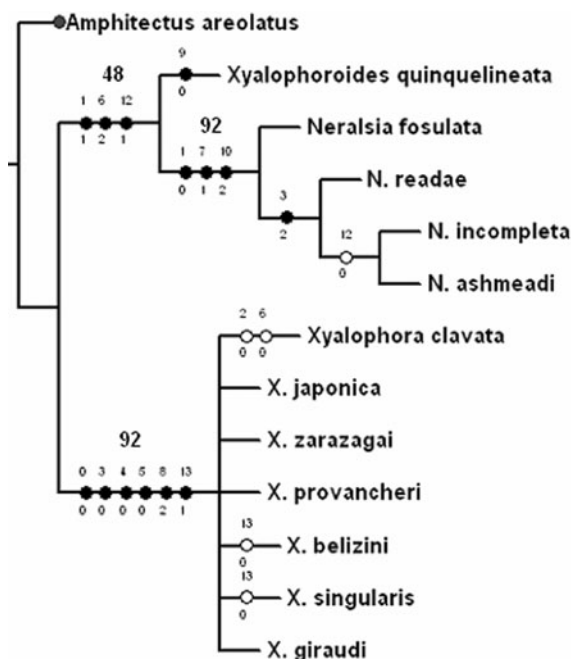 Amphitectus areolatus
48
9
Xyalophoroides quinquelineata
0
1 6 12
1 2 1
92
Neralsia fosulata
1 7 10
0 1 2
N. readae
3
2
12
N. incompleta
0
N. ashmeadi
2 6
Xyalophora clavata
0 0
X. japonica
92
X. zarazagai
0 3 4 5 8 13
X. provancheri
0 0 0 0 2 1
13
X. belizini
0
13
X. singularis
0
X. giraudi